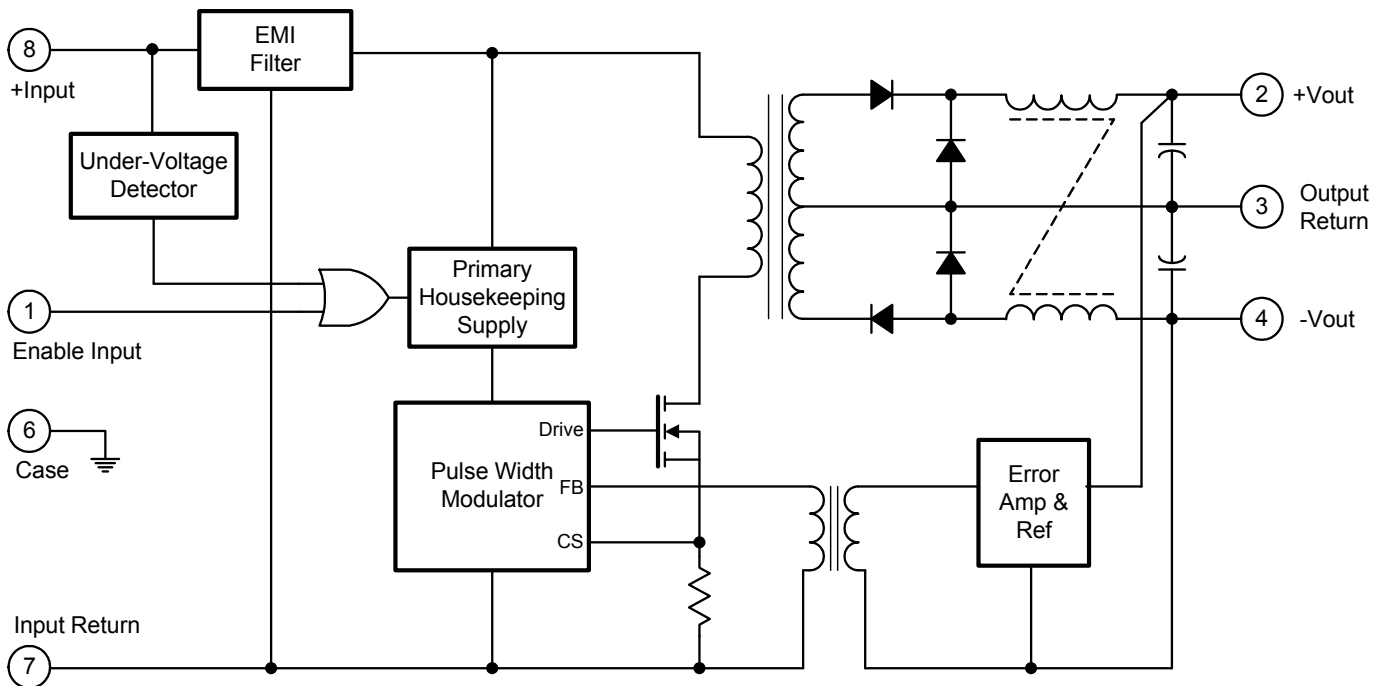 8
+Input
EMI
Filter
Under-Voltage
Detector
2
+Vout
3
Output
Return
4
-Vout
1
Enable Input
Primary
Housekeeping
Supply
6
Case
Drive
Pulse Width
Modulator
FB
CS
Error
Amp &
Ref
Input Return
7